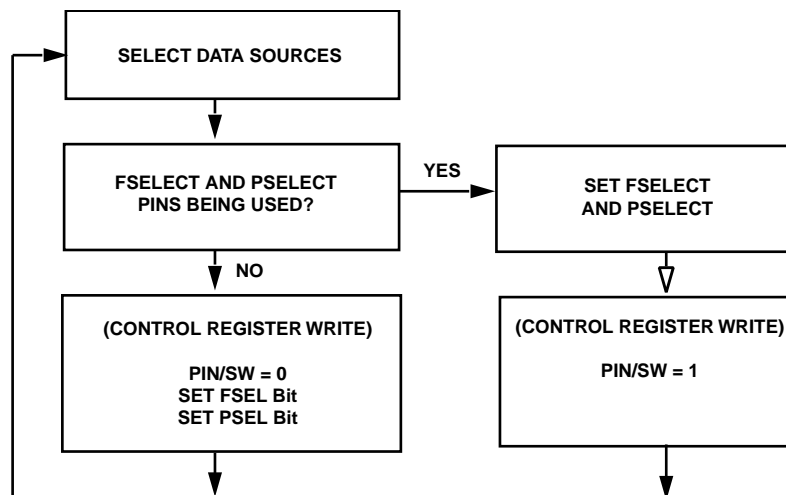 SELECT DATA SOURCES
FSELECT AND PSELECT
PINS BEING USED?
YES
SET FSELECT
AND PSELECT
NO
(CONTROL REGISTER WRITE)
PIN/SW = 0
SET FSEL Bit
SET PSEL Bit
(CONTROL REGISTER WRITE)
PIN/SW = 1